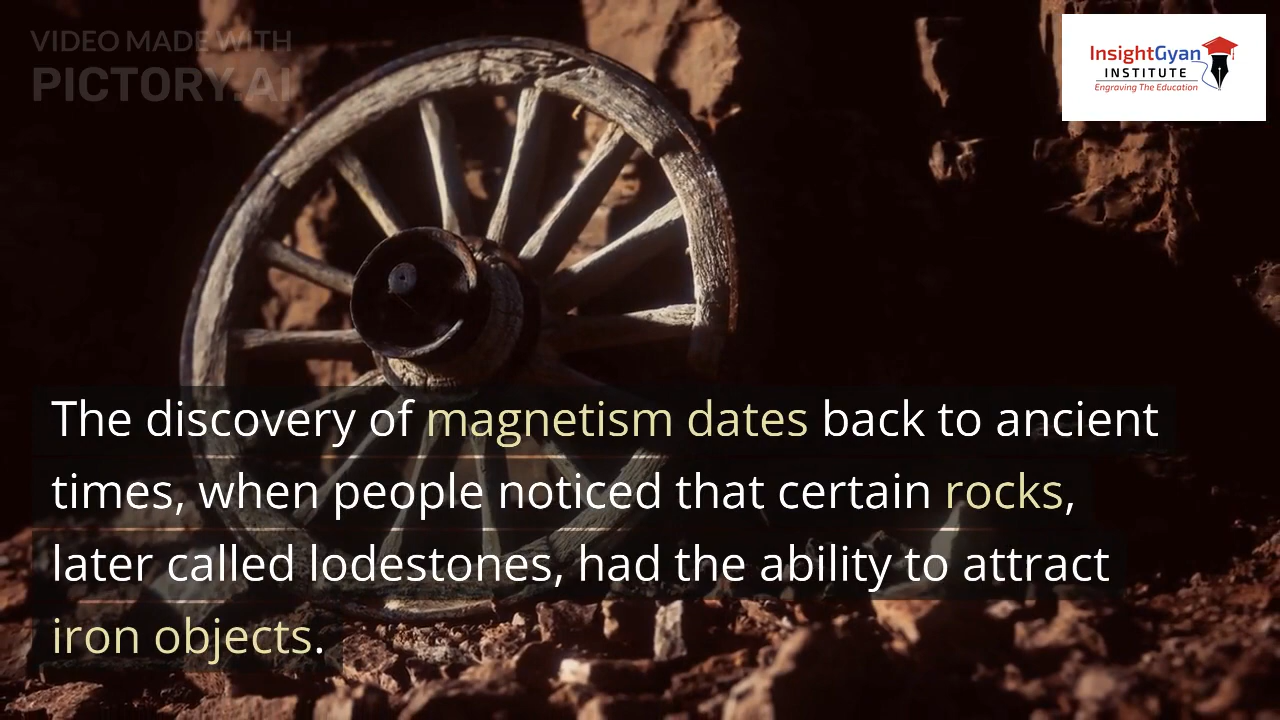 VIDEO MADE WITH
PICTORY.AI
InsightGyan
INSTITUTE
Engraving The Education
The discovery of magnetism dates back to ancient
times, when people noticed that certain rocks,
later called lodestones, had the ability to attract
iron objects.